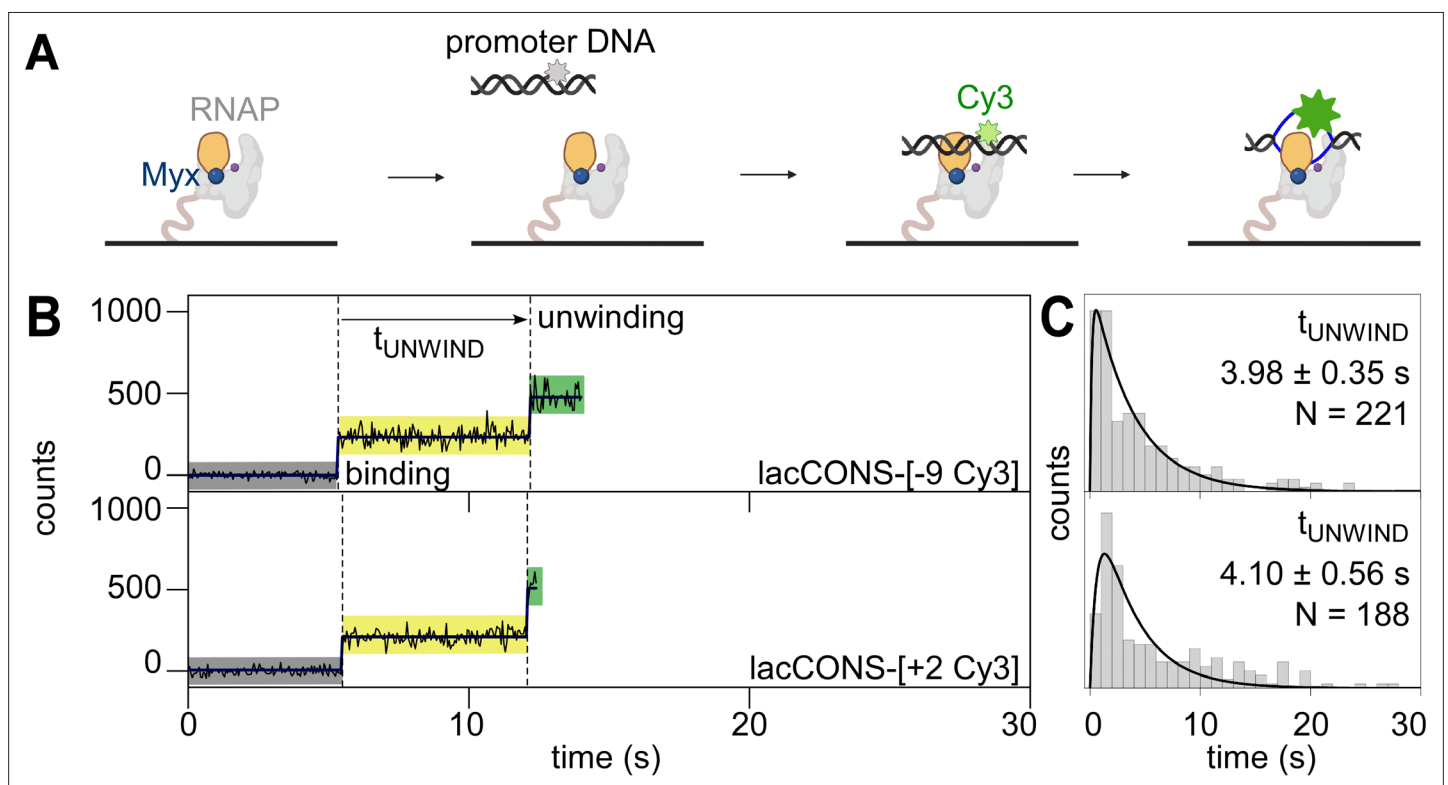 A
promoter DNA
RNAP
Cy3
Myx
B
1000
500
0
tUNWIND
unwinding
binding
lacCONS-[-9 Cy3]
1000
500
0
lacCONS-[+2 Cy3]
counts
0 10 20 30
time (s)
C
tUNWIND
3.98 ± 0.35 s
N = 221
tUNWIND
4.10 ± 0.56 s
N = 188
counts
0 10 20 30
time (s)